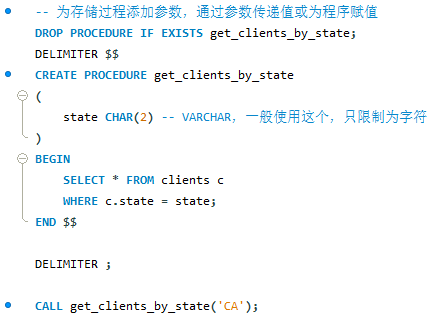 -- 为存储过程添加参数，通过参数传递值或为程序赋值
DROP PROCEDURE IF EXISTS get_clients_by_state;
DELIMITER $$
CREATE PROCEDURE get_clients_by_state
(
state CHAR(2) -- VARCHAR，一般使用这个，只限制为字符
)
BEGIN
SELECT * FROM clients c
WHERE c.state = state;
END $$
DELIMITER ;
CALL get_clients_by_state('CA');